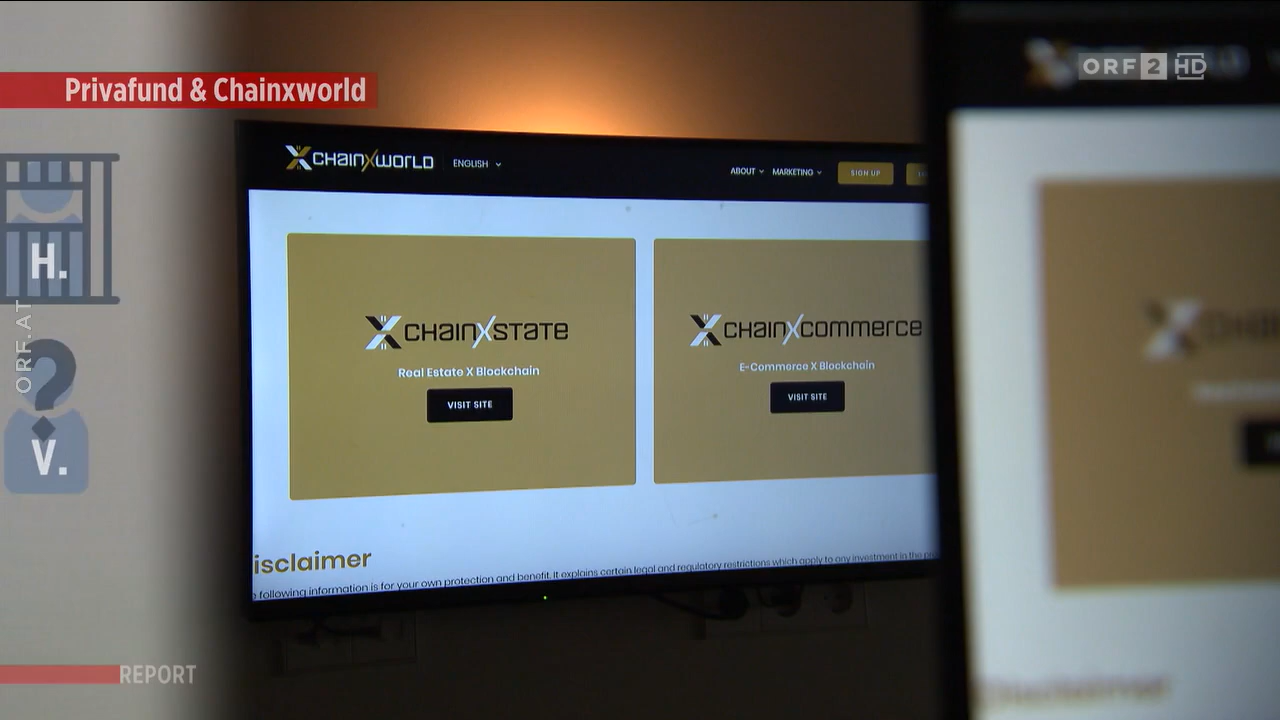 Privafund & Chainxworld
ORF 2 HD
CHAINXWORLD
ENGLISH
ABOUT
MARKETING
SIGN UP
H.
ORF.AT
V.
CHAINXSTATE
Real Estate X Blockchain
VISIT SITE
CHAINXCOMMERCE
E-Commerce X Blockchain
VISIT SITE
isclaimer
following information is for your own protection and benefit. It explains certain legal and regulatory restrictions which apply to any investment in the
REPORT